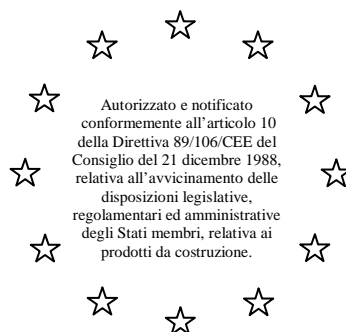 Autorizzato e notificato
conformemente all'articolo 10
della Direttiva 89/106/CEE del
Consiglio del 21 dicembre 1988,
relativa all'avvicinamento delle
disposizioni legislative,
regolamentari ed amministrative
degli Stati membri, relativa ai
prodotti da costruzione.